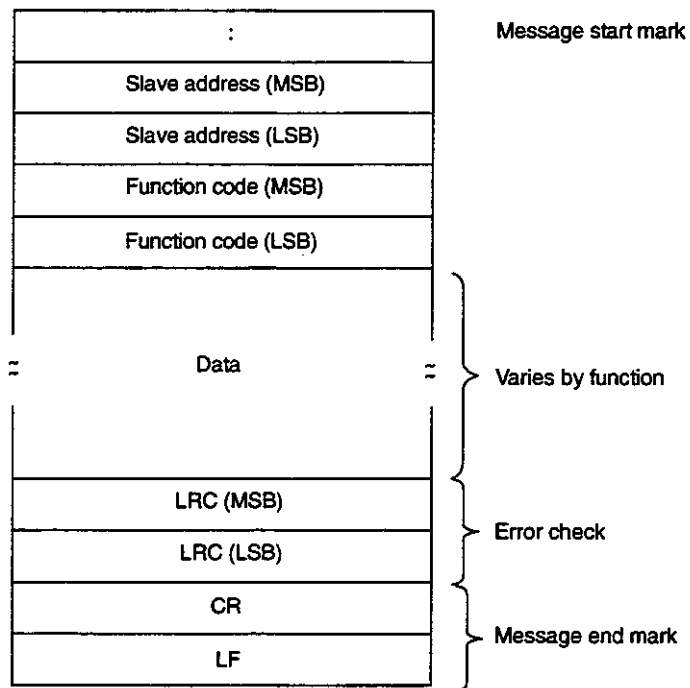 : Message start mark
Slave address (MSB)
Slave address (LSB)
Function code (MSB)
Function code (LSB)
Data
Varies by function
LRC (MSB)
LRC (LSB)
Error check
CR
LF
Message end mark